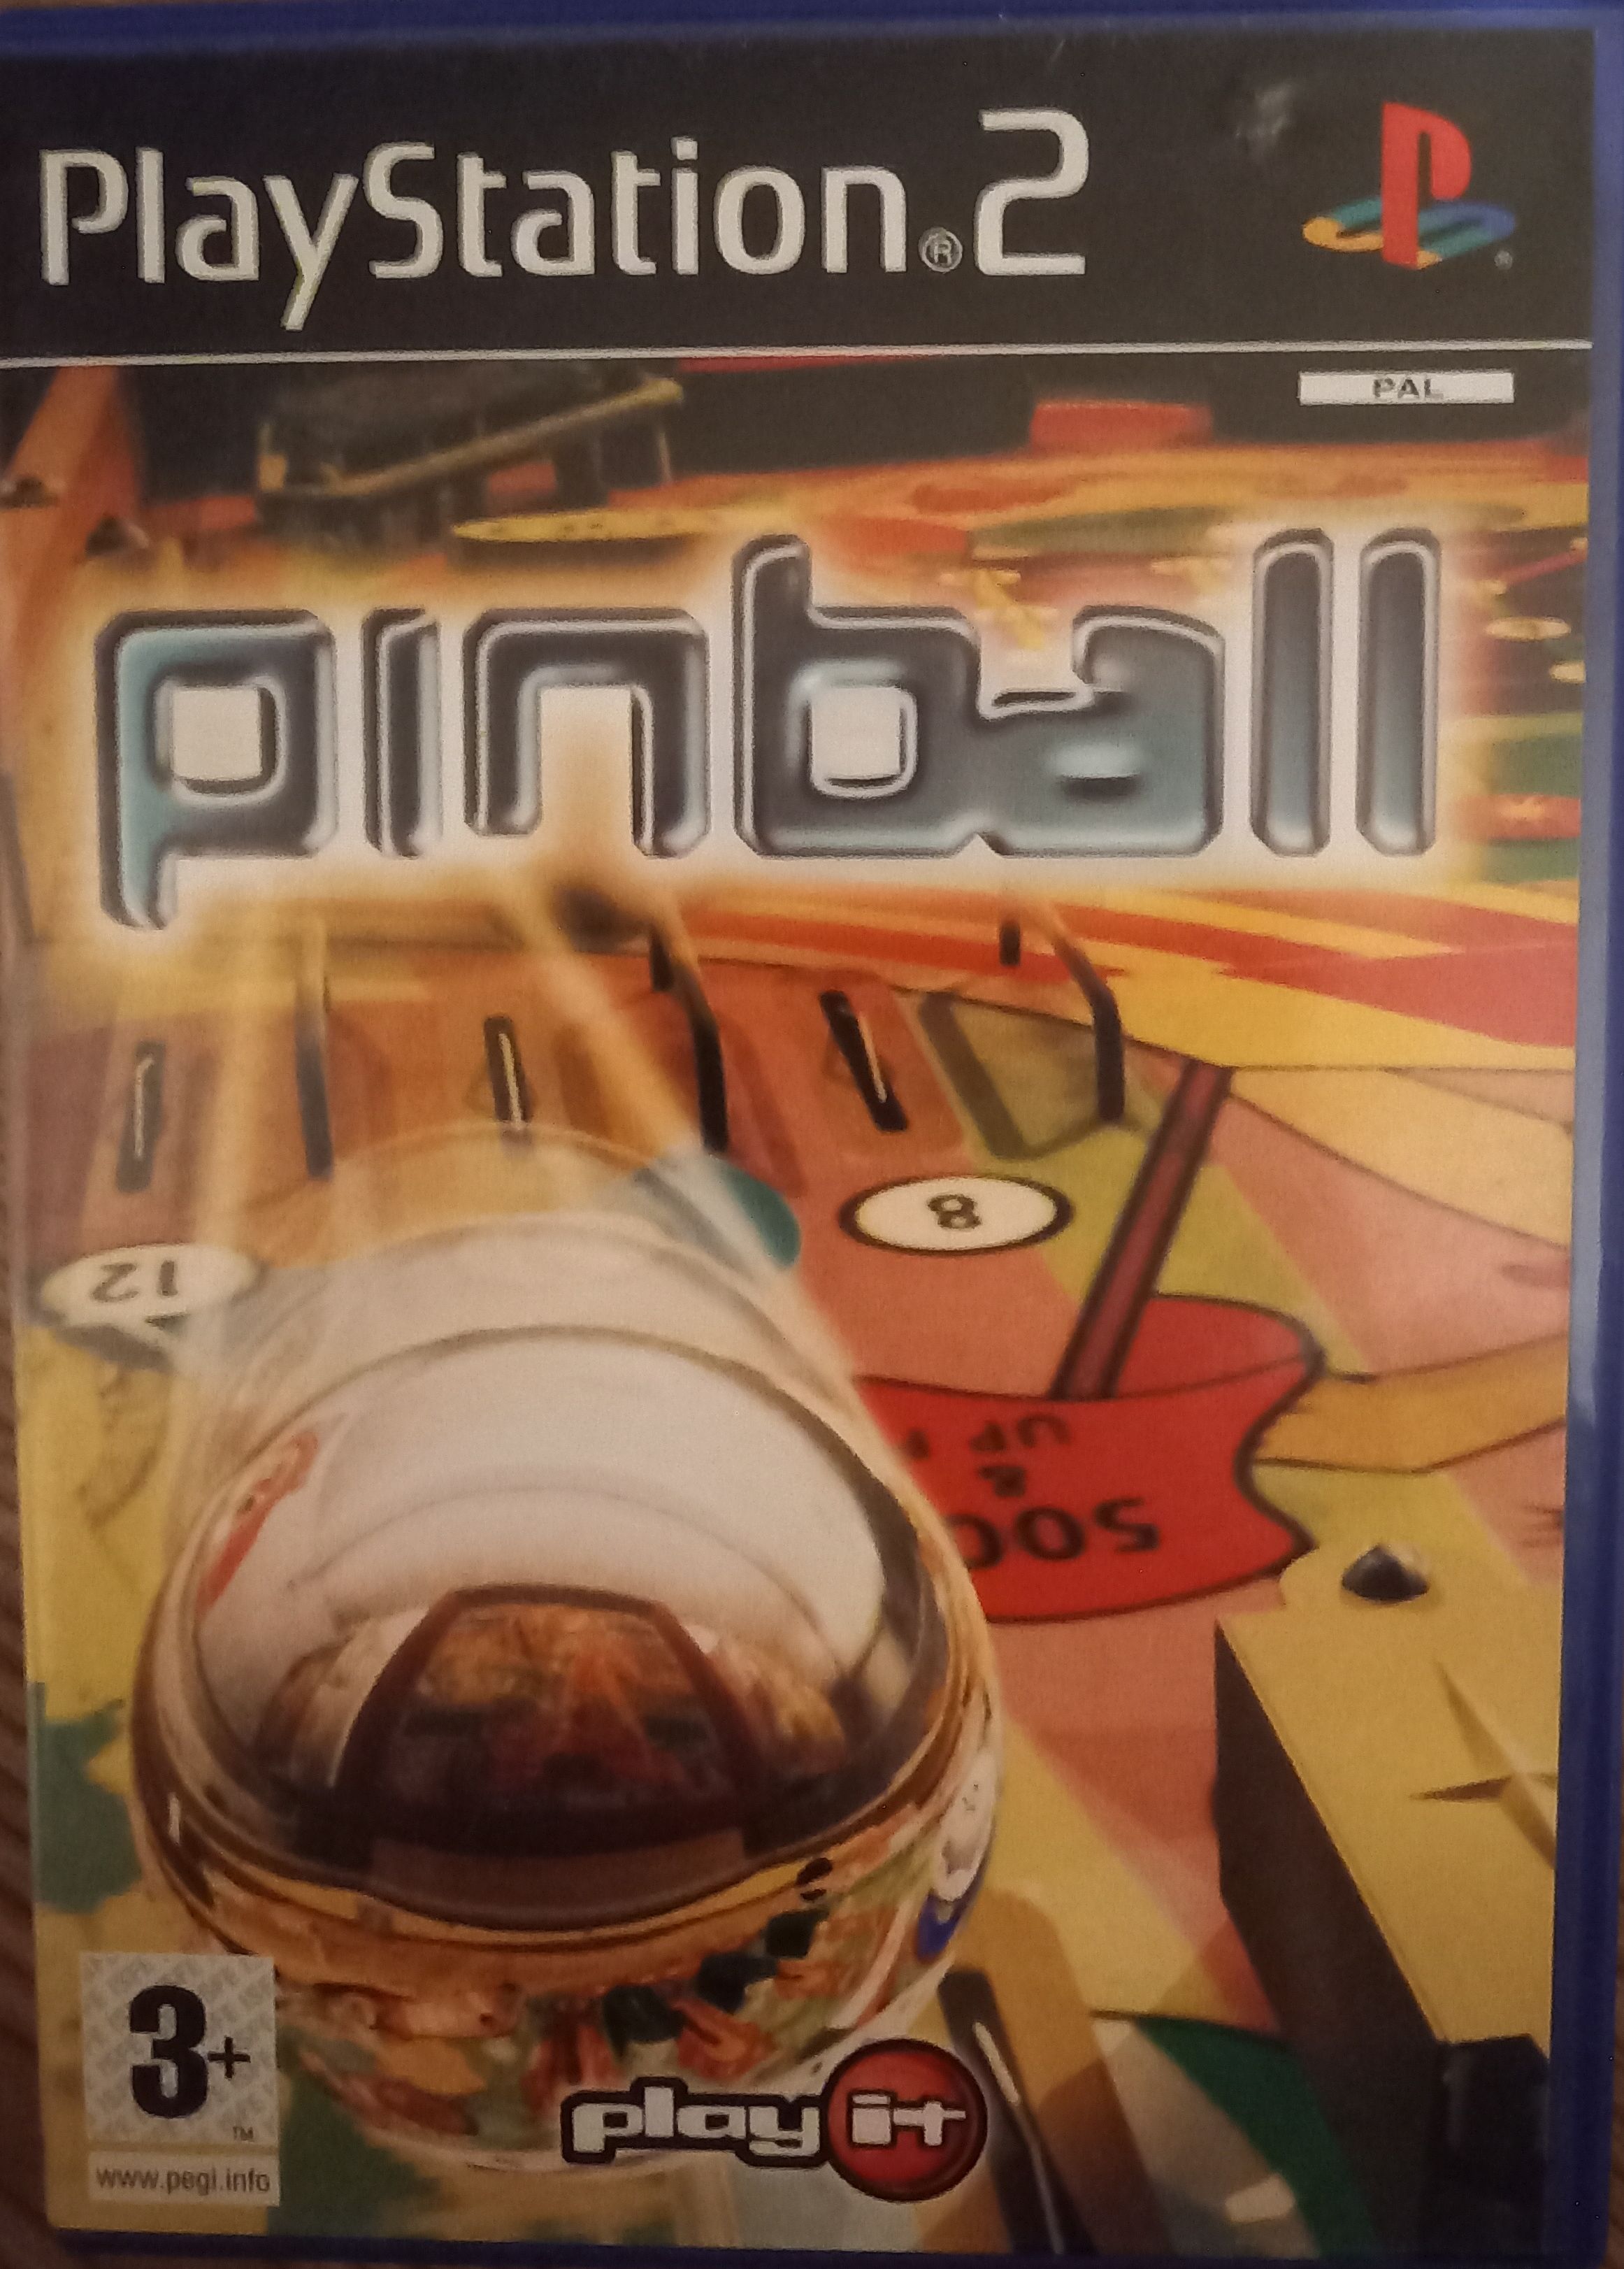 PlayStation®2
PAL
pinball
8
12
UP
&
500
3+
™
www.pegi.info
play it